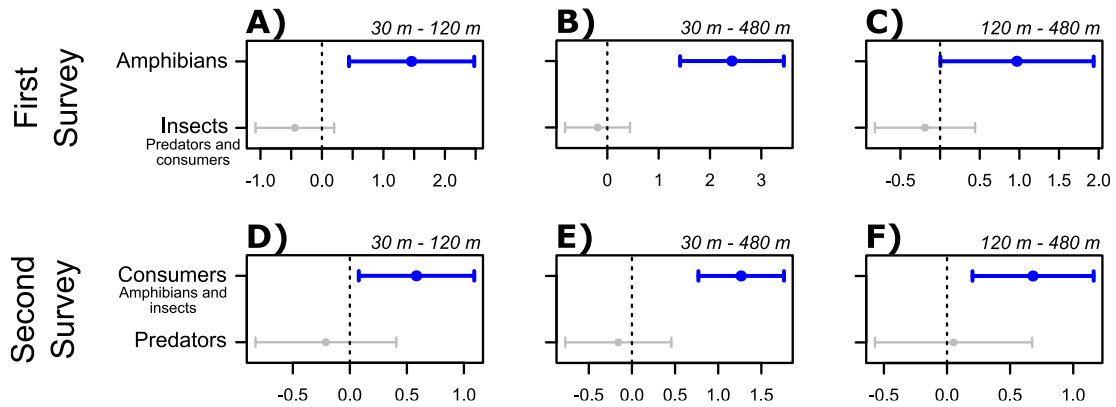 First Survey
A) 30 m - 120 m
B) 30 m - 480 m
C) 120 m - 480 m
Amphibians
Insects
Predators and
consumers
-1.0 0.0 1.0 2.0
0 1 2 3
-0.5 0.5 1.0 1.5 2.0
Second Survey
D) 30 m - 120 m
E) 30 m - 480 m
F) 120 m - 480 m
Consumers
Amphibians and
insects
Predators
-0.5 0.0 0.5 1.0
-0.5 0.0 0.5 1.0 1.5
-0.5 0.0 0.5 1.0